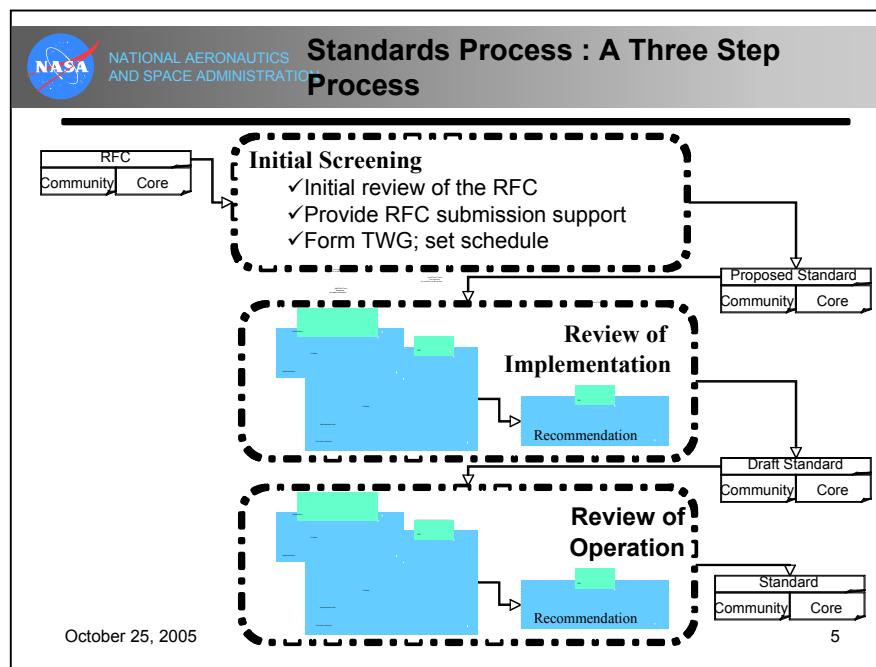 NASA
NATIONAL AERONAUTICS
AND SPACE ADMINISTRATION
Standards Process : A Three Step
Process
RFC
Community
Core
Initial Screening
✓Initial review of the RFC
✓Provide RFC submission support
✓Form TWG; set schedule
Proposed Standard
Community
Core
Review of
Implementation
Recommendation
Draft Standard
Community
Core
Review of
Operation
Recommendation
Standard
Community
Core
October 25, 2005
5